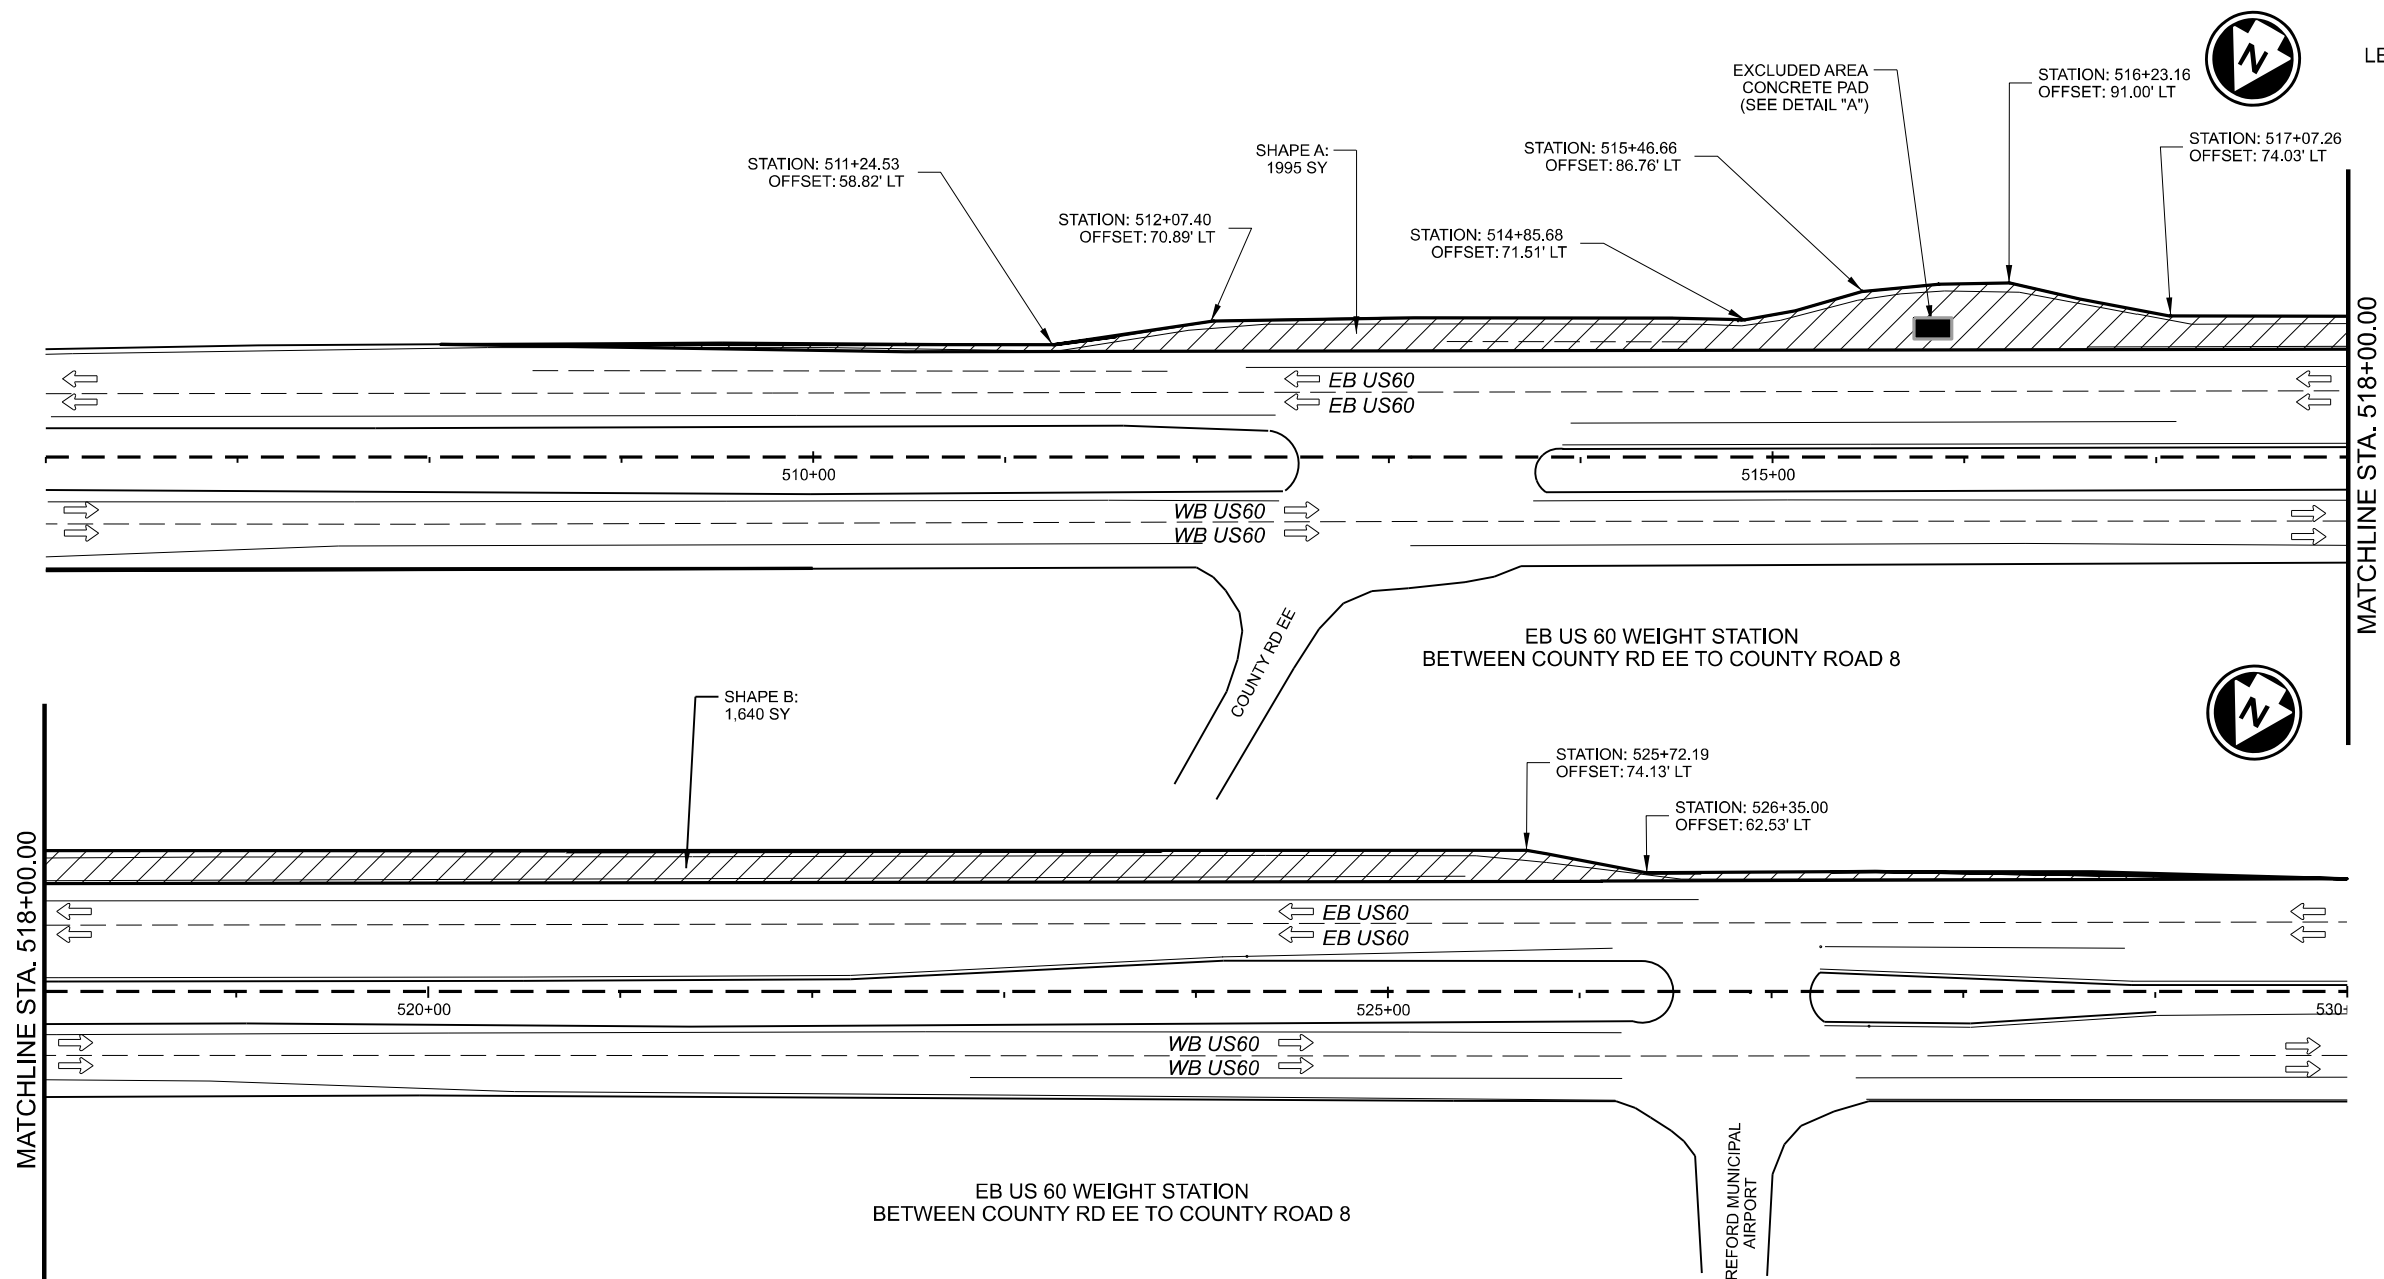 N
LE
EXCLUDED AREA
CONCRETE PAD
(SEE DETAIL "A")
STATION: 516+23.16
OFFSET: 91.00' LT
STATION: 517+07.26
OFFSET: 74.03' LT
STATION: 515+46.66
OFFSET: 86.76' LT
SHAPE A:
1995 SY
STATION: 511+24.53
OFFSET: 58.82' LT
STATION: 512+07.40
OFFSET: 70.89' LT
STATION: 514+85.68
OFFSET: 71.51' LT
EB US60
EB US60
510+00
515+00
WB US60
WB US60
MATCHLINE STA. 518+00.00
COUNTY RD EE
EB US 60 WEIGHT STATION
BETWEEN COUNTY RD EE TO COUNTY ROAD 8
N
SHAPE B:
1,640 SY
STATION: 525+72.19
OFFSET: 74.13' LT
STATION: 526+35.00
OFFSET: 62.53' LT
MATCHLINE STA. 518+00.00
EB US60
EB US60
520+00
525+00
530+
WB US60
WB US60
REFORD MUNICIPAL
AIRPORT
EB US 60 WEIGHT STATION
BETWEEN COUNTY RD EE TO COUNTY ROAD 8